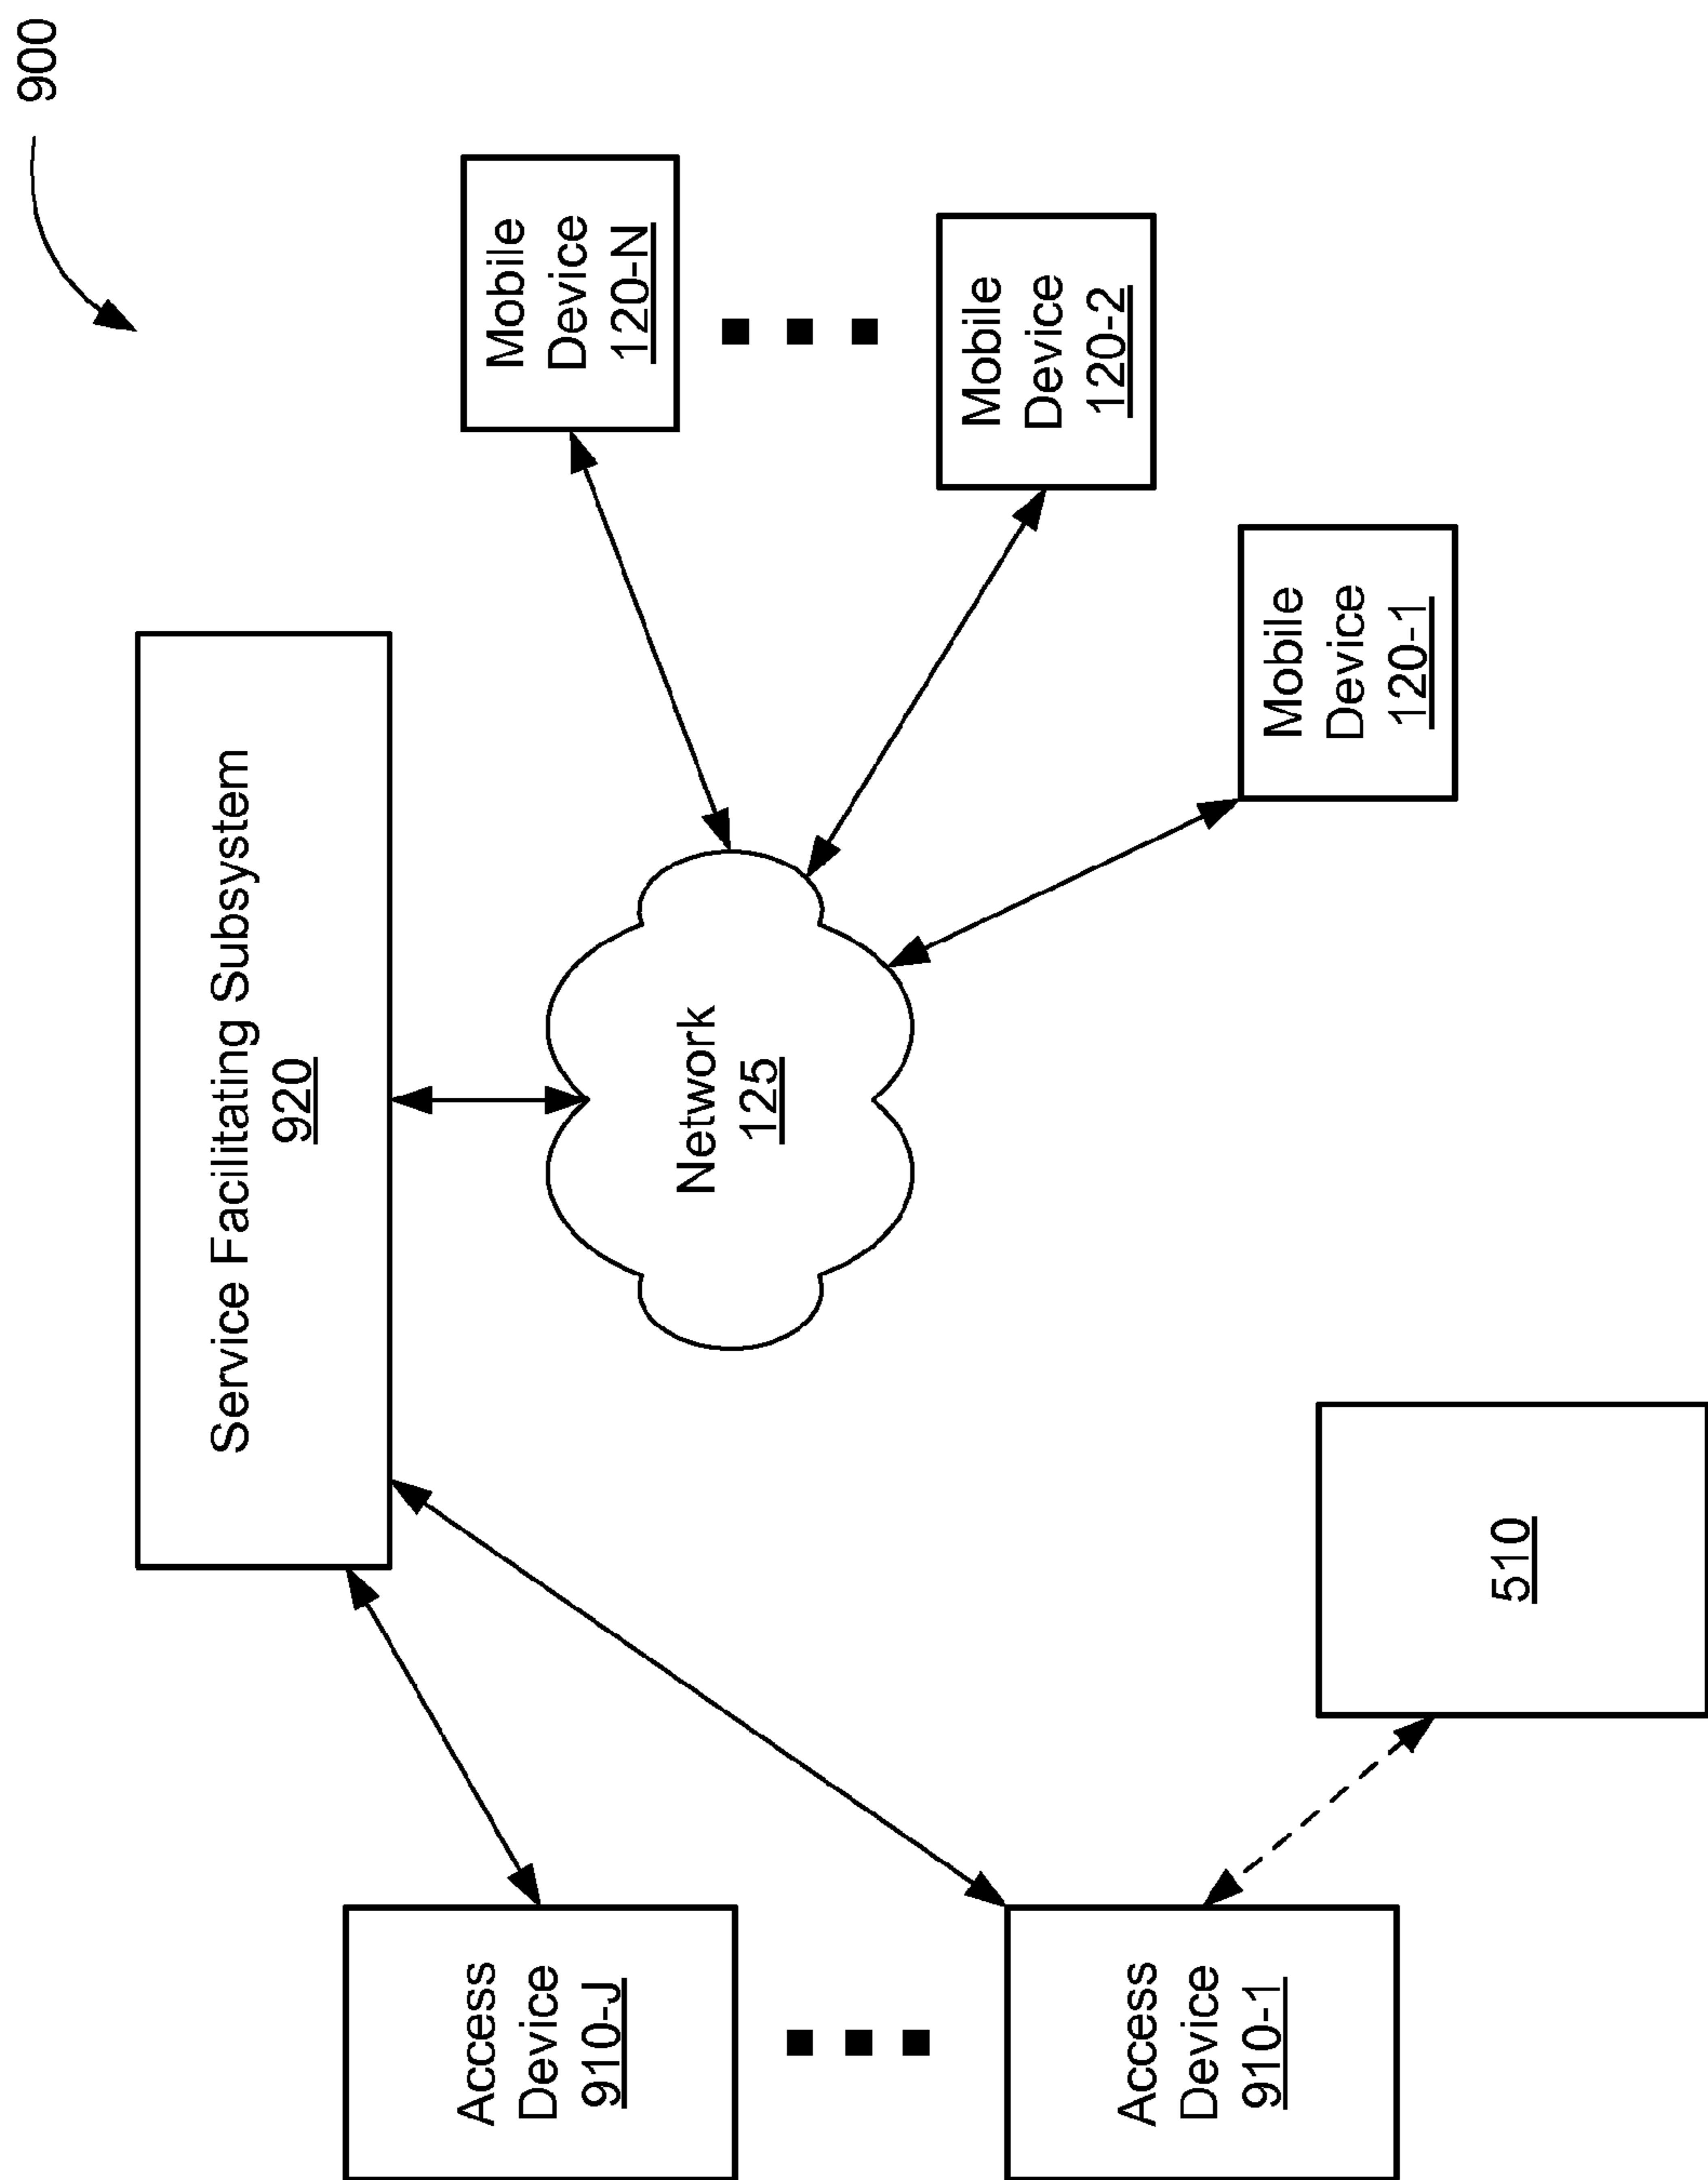 900
Service Facilitating Subsystem
920
Access
Device
910-J
Network
125
Mobile
Device
120-N
Mobile
Device
120-2
Access
Device
910-1
Mobile
Device
120-1
510